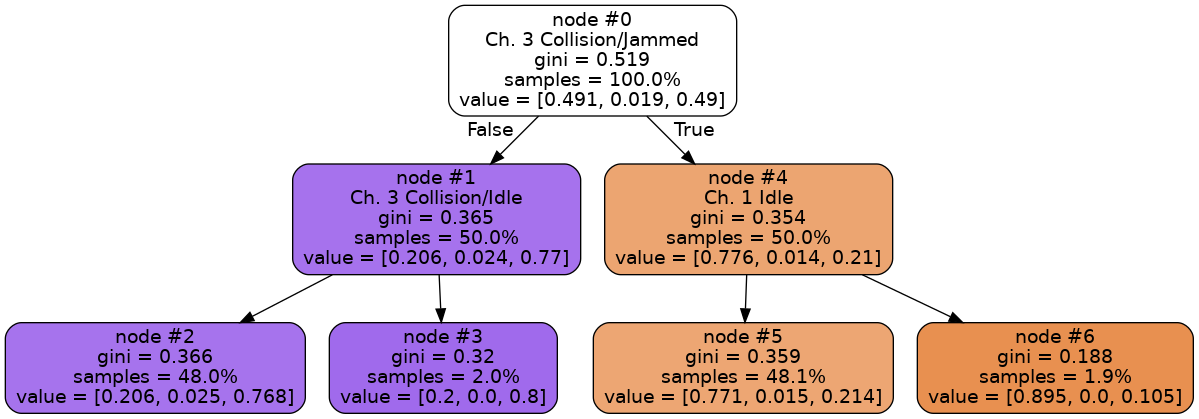 node #0
Ch. 3 Collision/Jammed
gini = 0.519
samples = 100.0%
value = [0.491, 0.019, 0.49]
False
True
node #1
Ch. 3 Collision/Idle
gini = 0.365
samples = 50.0%
value = [0.206, 0.024, 0.77]
node #4
Ch. 1 Idle
gini = 0.354
samples = 50.0%
value = [0.776, 0.014, 0.21]
node #2
gini = 0.366
samples = 48.0%
value = [0.206, 0.025, 0.768]
node #3
gini = 0.32
samples = 2.0%
value = [0.2, 0.0, 0.8]
node #5
gini = 0.359
samples = 48.1%
value = [0.771, 0.015, 0.214]
node #6
gini = 0.188
samples = 1.9%
value = [0.895, 0.0, 0.105]